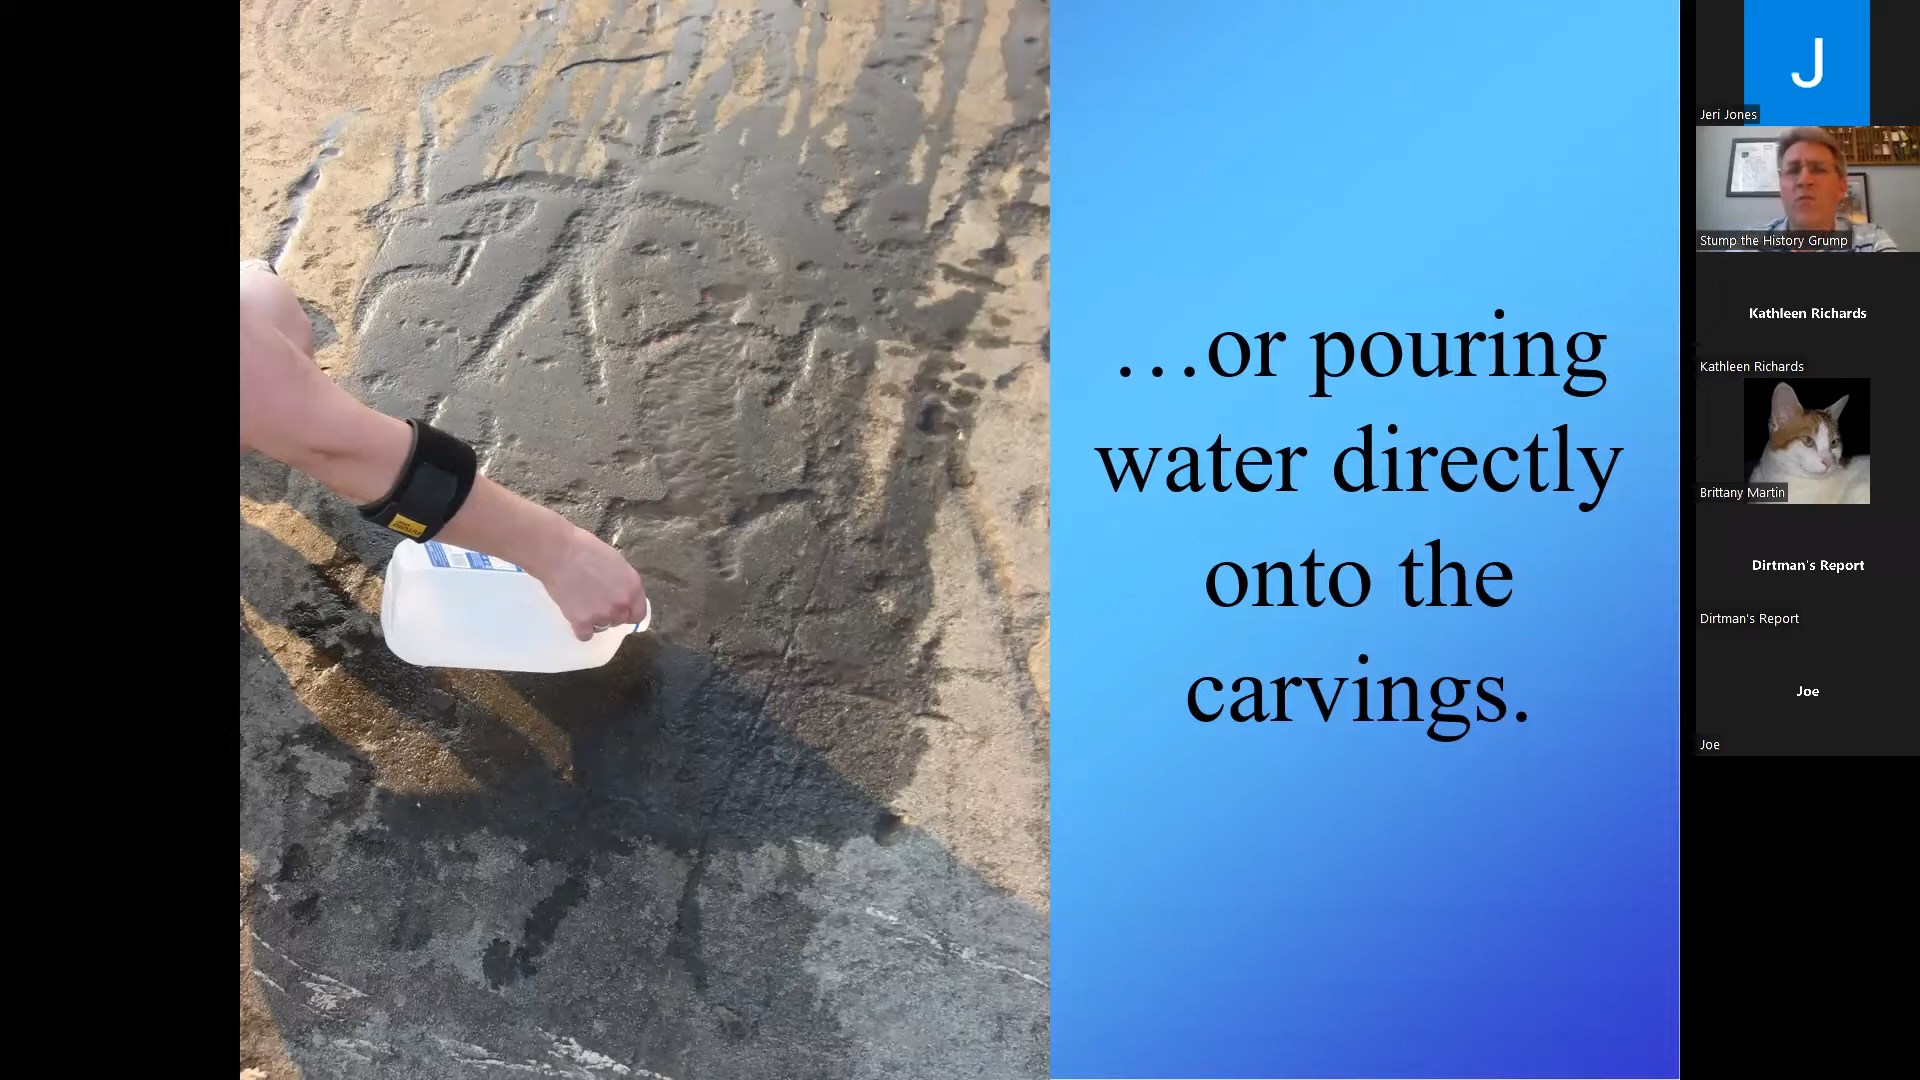 …or pouring
water directly
onto the
carvings.
J
Jeri Jones
Stump the History Grump
Kathleen Richards
Kathleen Richards
Brittany Martin
Dirtman's Report
Dirtman's Report
Joe
Joe